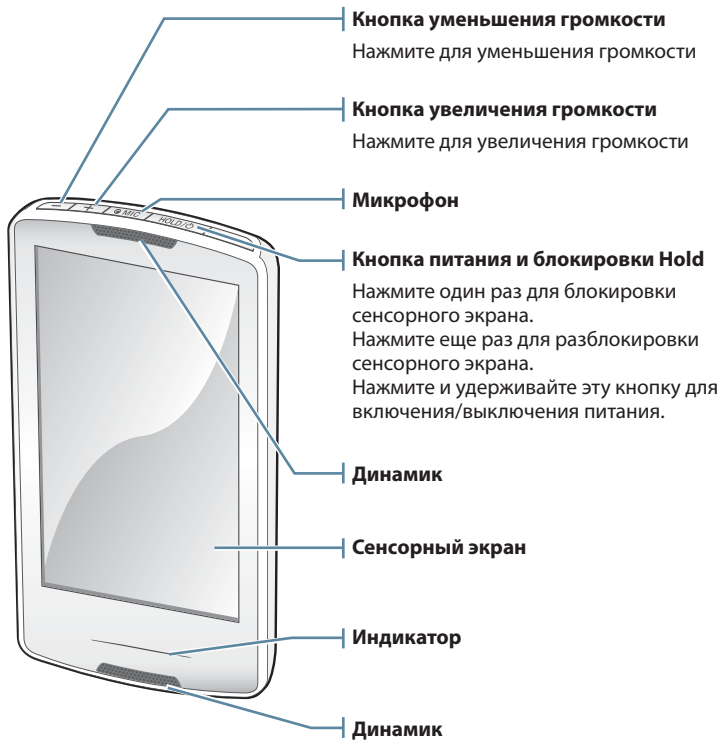 Кнопка уменьшения громкости
Нажмите для уменьшения громкости
Кнопка увеличения громкости
Нажмите для увеличения громкости
Микрофон
Кнопка питания и блокировки Hold
Нажмите один раз для блокировки
сенсорного экрана.
Нажмите еще раз для разблокировки
сенсорного экрана.
Нажмите и удерживайте эту кнопку для
включения/выключения питания.
Динамик
Сенсорный экран
Индикатор
Динамик
− + MIC HOLD/⏻